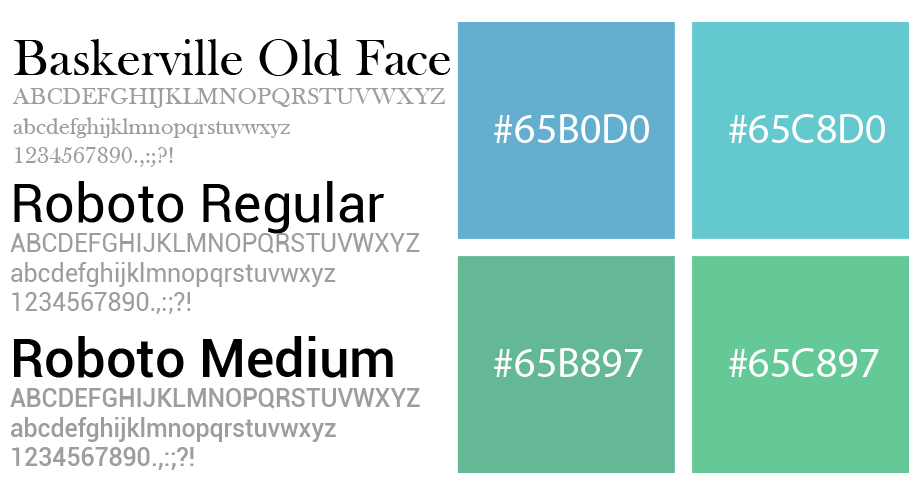 Baskerville Old Face
ABCDEFGHIJKLMNOPQRSTUVWXYZ
abcdefghijklmnopqrstuvwxyz
1234567890.,:;?!
Roboto Regular
ABCDEFGHIJKLMNOPQRSTUVWXYZ
abcdefghijklmnopqrstuvwxyz
1234567890.,:;?!
Roboto Medium
ABCDEFGHIJKLMNOPQRSTUVWXYZ
abcdefghijklmnopqrstuvwxyz
1234567890.,:;?!
#65B0D0
#65C8D0
#65B897
#65C897